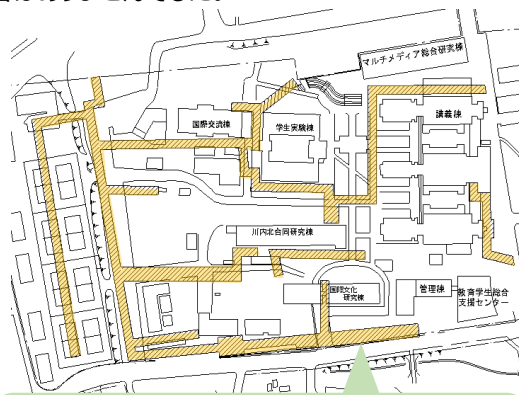 マルチメディア総合研究棟
国際交流棟
学生実験棟
講義棟
川内北合同研究棟
国際文化
研究棟
管理棟
教育学生総合
支援センター